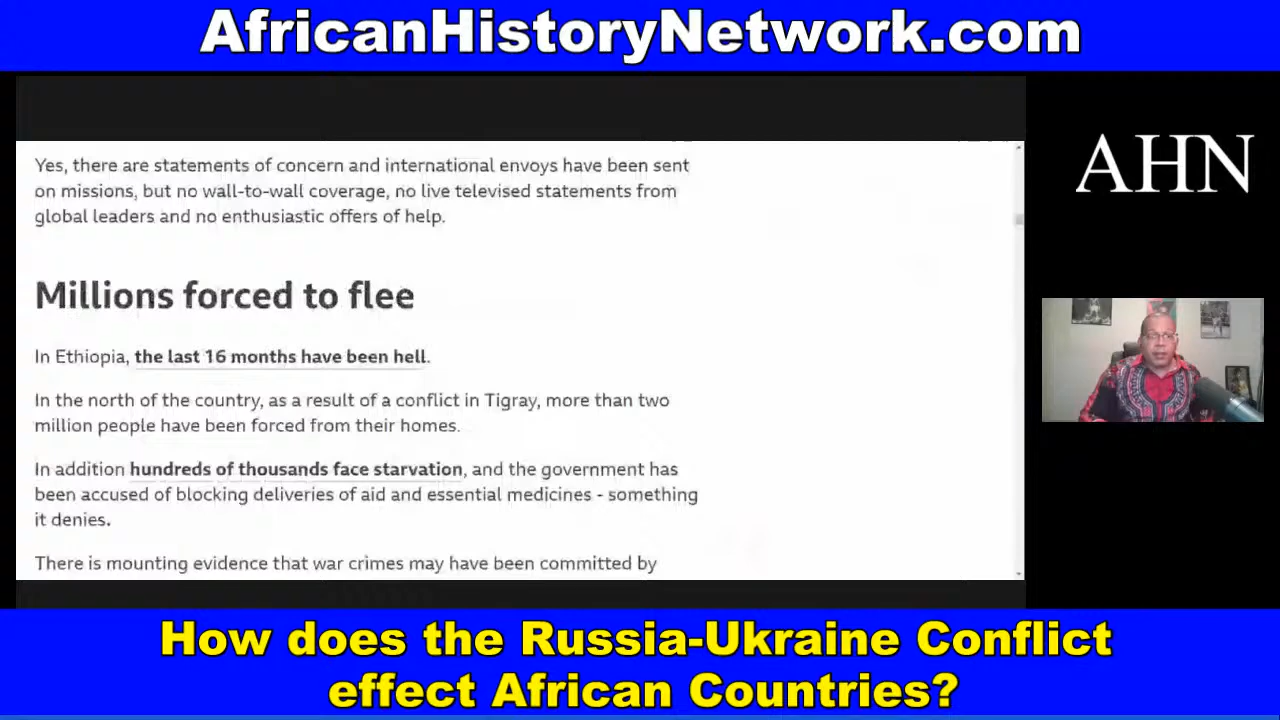 AfricanHistoryNetwork.com
Yes, there are statements of concern and international envoys have been sent
on missions, but no wall-to-wall coverage, no live televised statements from
global leaders and no enthusiastic offers of help.
AHN
Millions forced to flee
In Ethiopia, the last 16 months have been hell.
In the north of the country, as a result of a conflict in Tigray, more than two
million people have been forced from their homes.
In addition hundreds of thousands face starvation, and the government has
been accused of blocking deliveries of aid and essential medicines - something
it denies.
There is mounting evidence that war crimes may have been committed by
How does the Russia-Ukraine Conflict
effect African Countries?